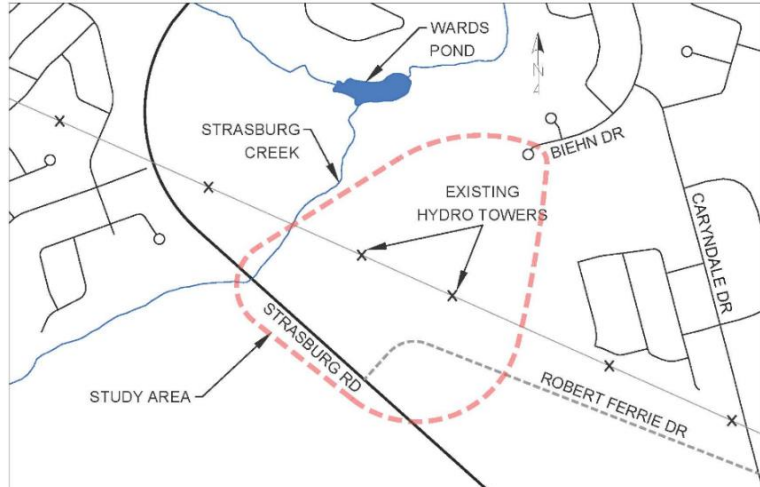 WARDS
POND
STRASBURG
CREEK
BIEHN DR
EXISTING
HYDRO TOWERS
CARYNDALE DR
STRASBURG RD
STUDY AREA
ROBERT FERRIE DR